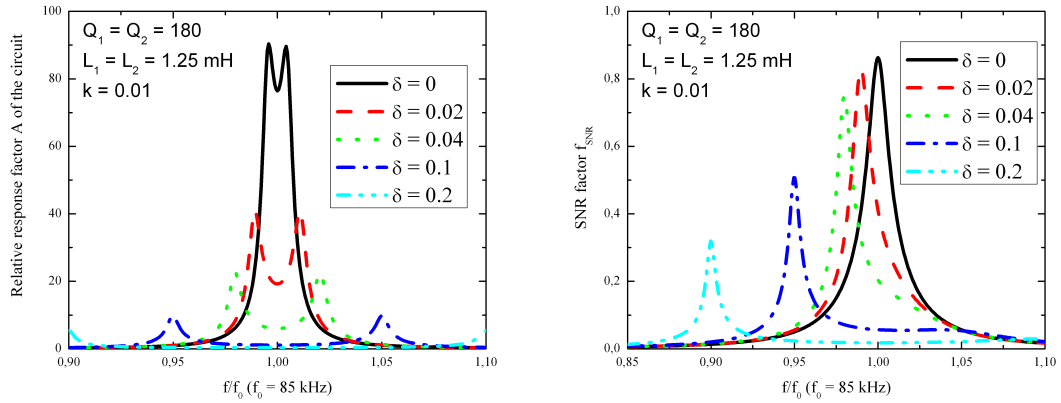 Relative response factor A of the circuit
100
80
60
40
20
0
Q₁ = Q₂ = 180
L₁ = L₂ = 1.25 mH
k = 0.01
δ = 0
δ = 0.02
δ = 0.04
δ = 0.1
δ = 0.2
0,90
0,95
1,00
1,05
1,10
f/f₀ (f₀ = 85 kHz)
SNR factor f_SNR
1,0
0,8
0,6
0,4
0,2
0,0
Q₁ = Q₂ = 180
L₁ = L₂ = 1.25 mH
k = 0.01
δ = 0
δ = 0.02
δ = 0.04
δ = 0.1
δ = 0.2
0,85
0,90
0,95
1,00
1,05
1,10
f/f₀ (f₀ = 85 kHz)